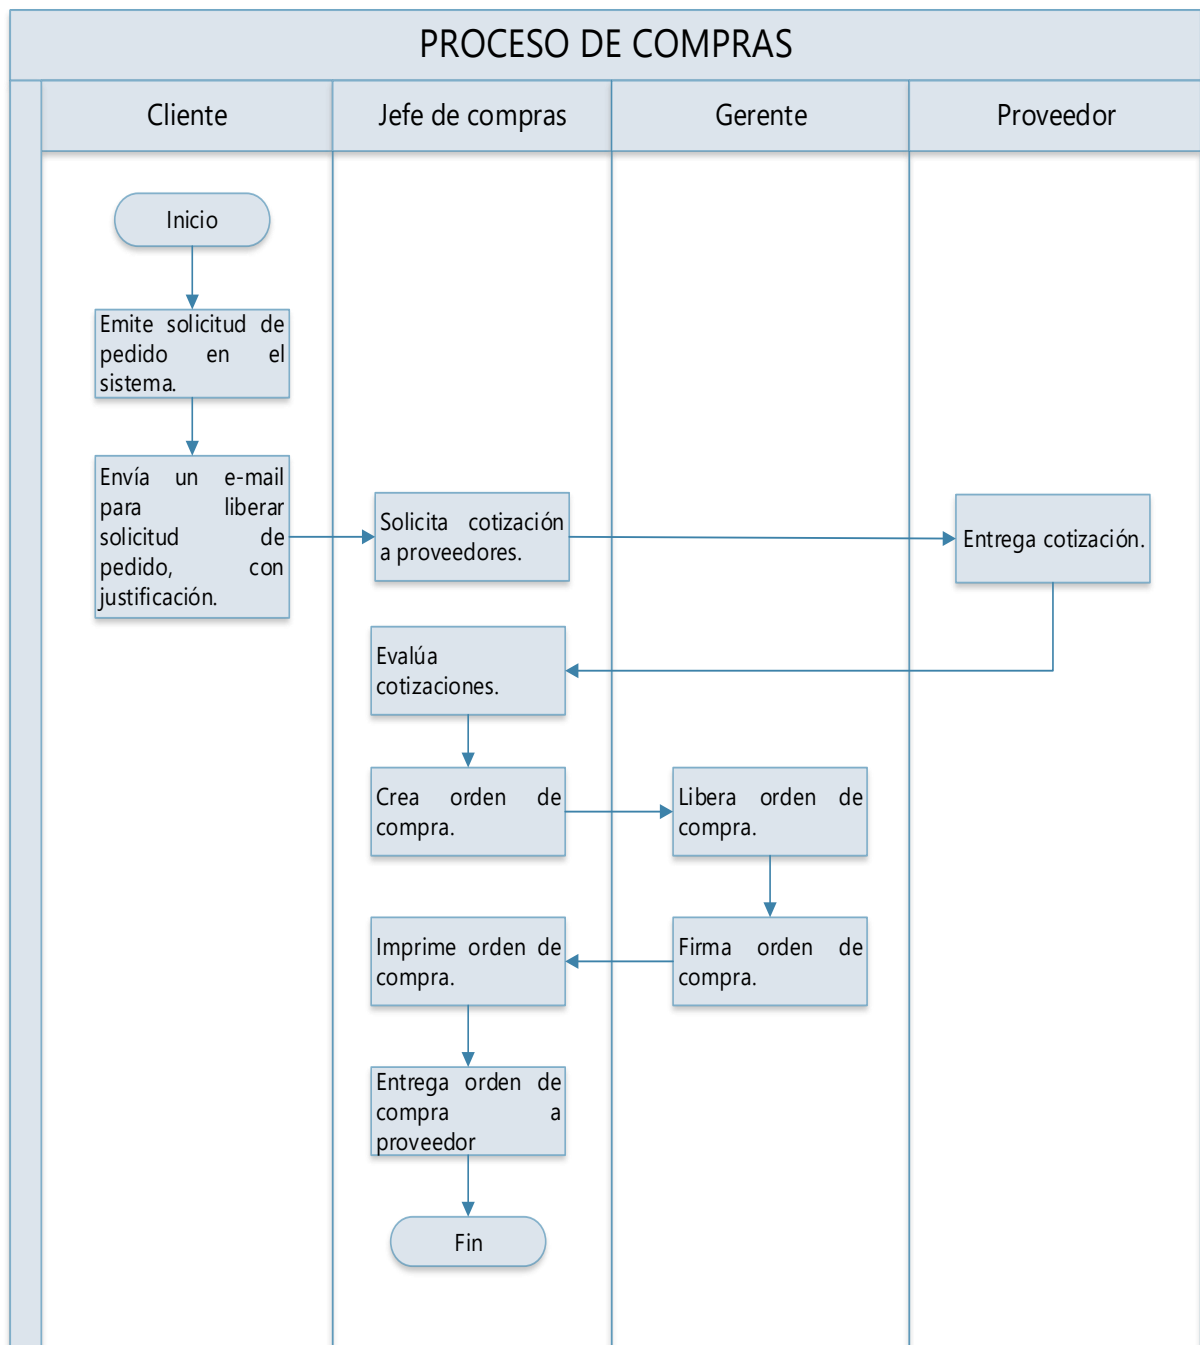 PROCESO DE COMPRAS
Cliente
Jefe de compras
Gerente
Proveedor
Inicio
Emite solicitud de
pedido en el
sistema.
Envía un e-mail
para liberar
solicitud de
pedido, con
justificación.
Solicita cotización
a proveedores.
Entrega cotización.
Evalúa
cotizaciones.
Crea orden de
compra.
Libera orden de
compra.
Firma orden de
compra.
Imprime orden de
compra.
Entrega orden de
compra a
proveedor
Fin